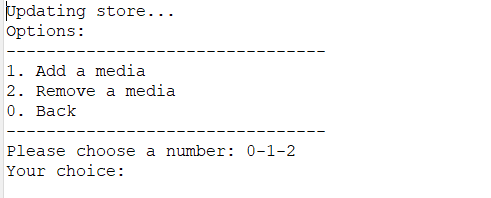 Updating store...
Options:
--------------------------------
1. Add a media
2. Remove a media
0. Back
--------------------------------
Please choose a number: 0-1-2
Your choice: